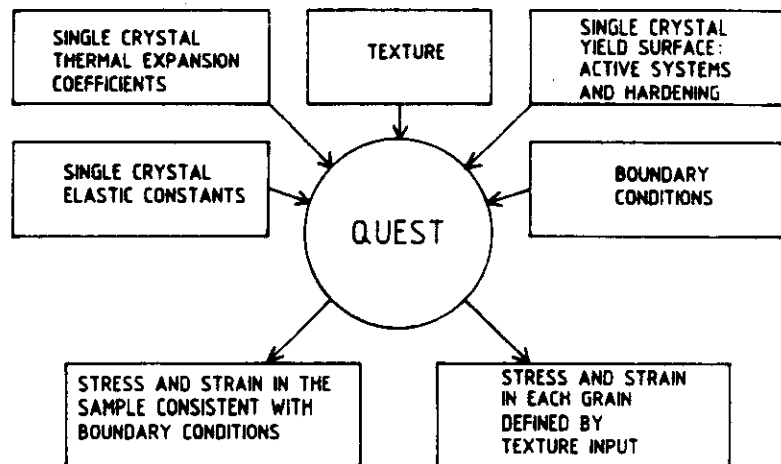 SINGLE CRYSTAL
THERMAL EXPANSION
COEFFICIENTS
TEXTURE
SINGLE CRYSTAL
YIELD SURFACE:
ACTIVE SYSTEMS
AND HARDENING
SINGLE CRYSTAL
ELASTIC CONSTANTS
QUEST
BOUNDARY
CONDITIONS
STRESS AND STRAIN IN THE
SAMPLE CONSISTENT WITH
BOUNDARY CONDITIONS
STRESS AND STRAIN
IN EACH GRAIN
DEFINED BY
TEXTURE INPUT